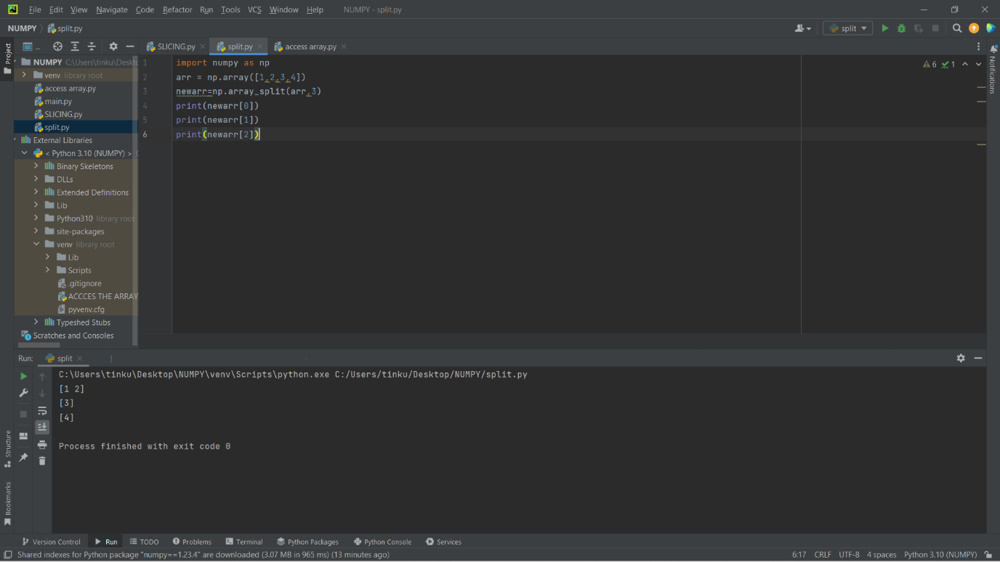 File Edit View Navigate Code Refactor Run Tools VCS Window Help NUMPY - split.py
NUMPY split.py split
Project
...
SLICING.py split.py access array.py
NUMPY C:\Users\tinku\Deskto
venv library root
access array.py
main.py
SLICING.py
split.py
External Libraries
< Python 3.10 (NUMPY) >
Binary Skeletons
DLLs
Extended Definitions
Lib
Python310 library root
site-packages
venv library root
Lib
Scripts
.gitignore
ACCCES THE ARRAY
pyvenv.cfg
Typeshed Stubs
Scratches and Consoles
1 import numpy as np
2 arr = np.array([1,2,3,4])
3 newarr=np.array_split(arr,3)
4 print(newarr[0])
5 print(newarr[1])
6 print(newarr[2])
6 1
Notifications
Run: split
C:\Users\tinku\Desktop\NUMPY\venv\Scripts\python.exe C:/Users/tinku/Desktop/NUMPY/split.py
[1 2]
[3]
[4]
Process finished with exit code 0
Structure
Bookmarks
Version Control Run TODO Problems Terminal Python Packages Python Console Services
Shared indexes for Python package "numpy==1.23.4" are downloaded (3.07 MB in 965 ms) (13 minutes ago) 6:17 CRLF UTF-8 4 spaces Python 3.10 (NUMPY)